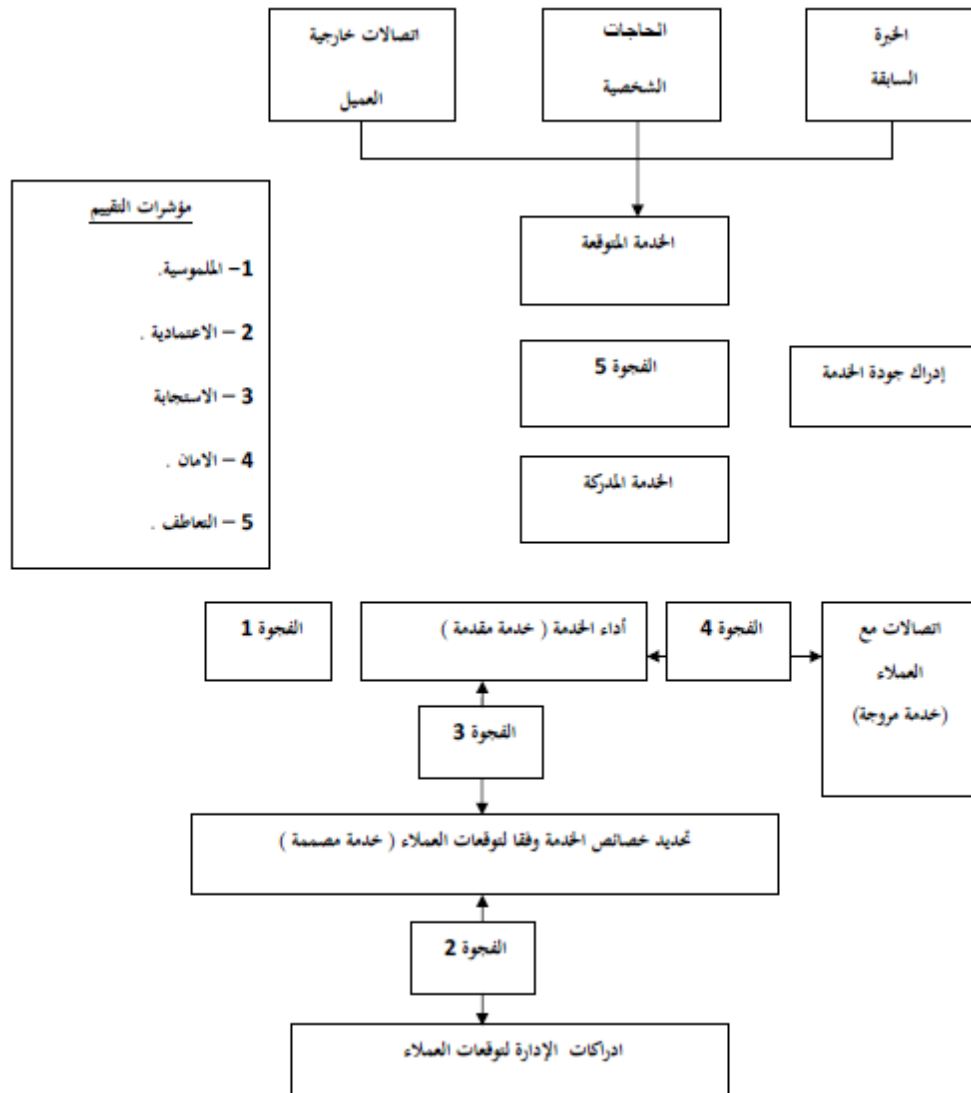 الخبرة
السابقة
الحاجات
الشخصية
اتصالات خارجية
العميل
مؤشرات التقييم
1– الملموسية.
2 – الاعتمادية .
3 – الاستجابة
4 – الامان .
5 – التعاطف .
الخدمة المتوقعة
الفجوة 5
إدراك جودة الخدمة
الخدمة المدركة
اتصالات مع
العملاء
(خدمة مروجة)
الفجوة 4
أداء الخدمة ( خدمة مقدمة )
الفجوة 1
الفجوة 3
تحديد خصائص الخدمة وفقا لتوقعات العملاء ( خدمة مصممة )
الفجوة 2
ادراكات الإدارة لتوقعات العملاء